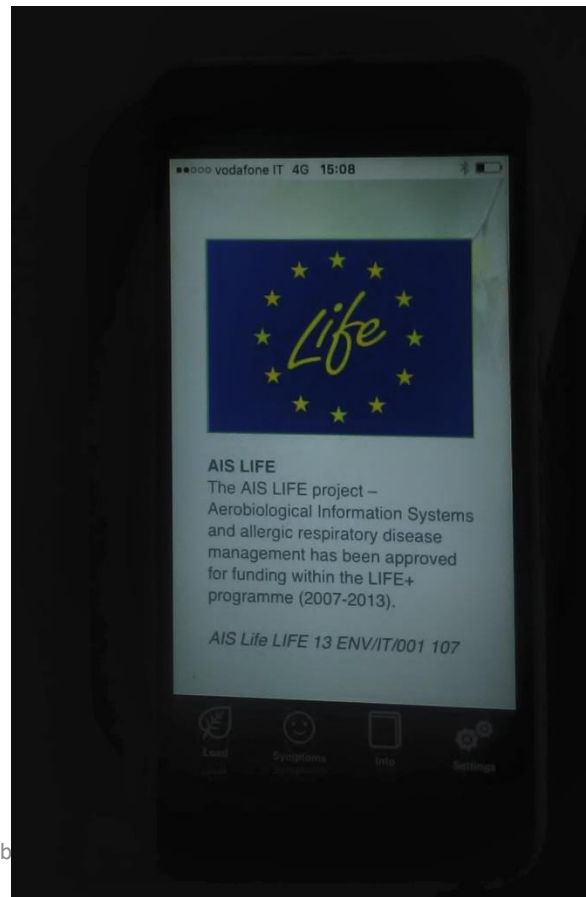 vodafone IT 4G 15:08
Life
AIS LIFE
The AIS LIFE project –
Aerobiological Information Systems
and allergic respiratory disease
management has been approved
for funding within the LIFE+
programme (2007-2013).
AIS Life LIFE 13 ENV/IT/001 107
Load Symptoms Info Settings
b